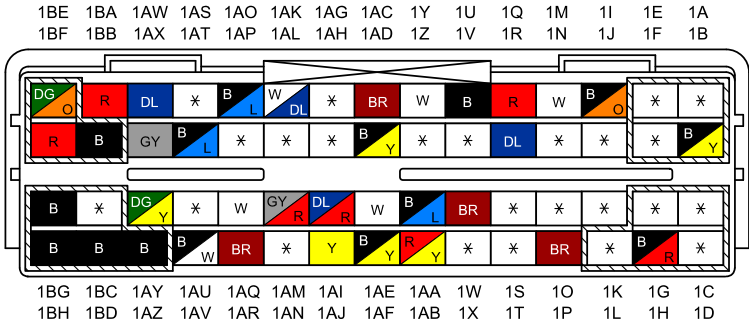 1BE 1BA 1AW 1AS 1AO 1AK 1AG 1AC 1Y 1U 1Q 1M 1I 1E 1A
1BF 1BB 1AX 1AT 1AP 1AL 1AH 1AD 1Z 1V 1R 1N 1J 1F 1B
DG O R DL * B L W DL * BR W B R W B O * *
R B GY B L * * * B Y * * DL * * * B Y
B * DG Y * W GY R DL R W B L BR * * * * *
B B B B W BR * Y B Y R Y * * BR * B R *
1BG 1BC 1AY 1AU 1AQ 1AM 1AI 1AE 1AA 1W 1S 1O 1K 1G 1C
1BH 1BD 1AZ 1AV 1AR 1AN 1AJ 1AF 1AB 1X 1T 1P 1L 1H 1D